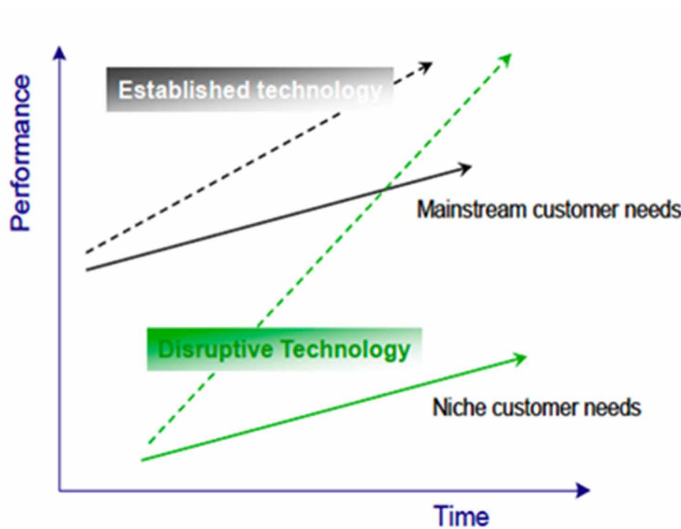 Established technology
Performance
Mainstream customer needs
Disruptive Technology
Niche customer needs
Time